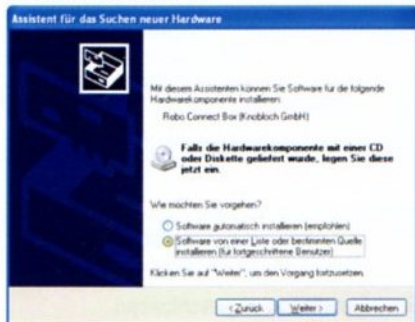 Assistent für das Suchen neuer Hardware
Mit diesem Assistenten können Sie Software für die folgende
Hardwarekomponente installieren:
Robo Connect Box (Knobloch GmbH)
Falls die Hardwarekomponente mit einer CD
oder Diskette geliefert wurde, legen Sie diese
jetzt ein.
Wie möchten Sie vorgehen?
Software automatisch installieren (empfohlen)
Software von einer Liste oder bestimmten Quelle
installieren (für fortgeschrittene Benutzer)
Klicken Sie auf "Weiter", um den Vorgang fortzusetzen.
< Zurück
Weiter >
Abbrechen